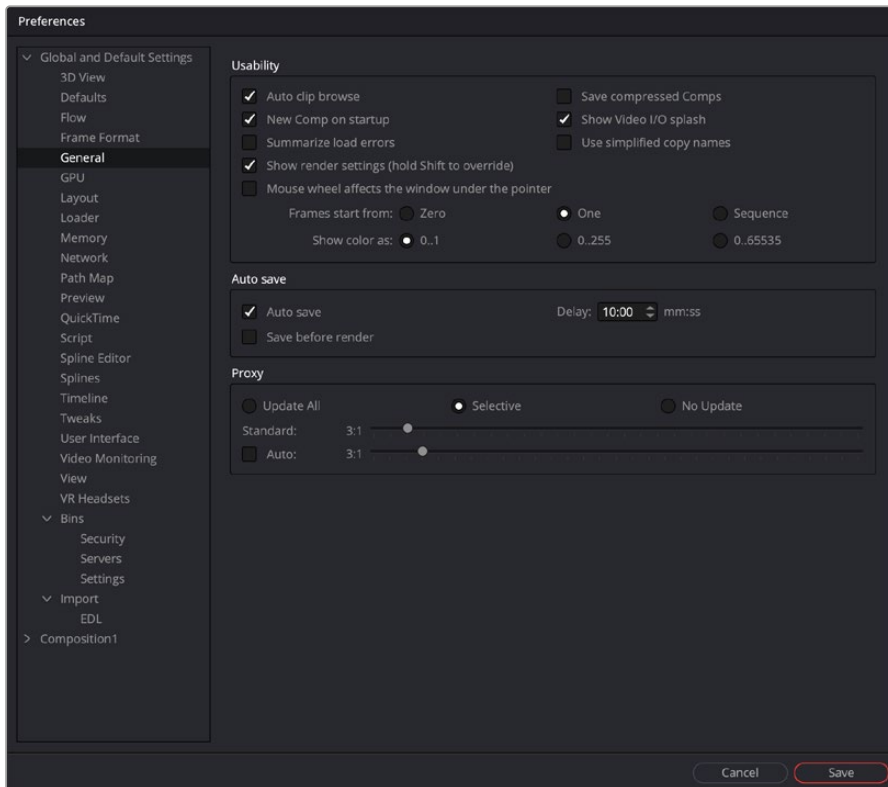 Preferences
Global and Default Settings
3D View
Defaults
Flow
Frame Format
General
GPU
Layout
Loader
Memory
Network
Path Map
Preview
QuickTime
Script
Spline Editor
Splines
Timeline
Tweaks
User Interface
Video Monitoring
View
VR Headsets
Bins
Security
Servers
Settings
Import
EDL
Composition1
Usability
Auto clip browse Save compressed Comps
New Comp on startup Show Video I/O splash
Summarize load errors Use simplified copy names
Show render settings (hold Shift to override)
Mouse wheel affects the window under the pointer
Frames start from: Zero One Sequence
Show color as: 0..1 0..255 0..65535
Auto save
Auto save Delay: 10:00 mm:ss
Save before render
Proxy
Update All Selective No Update
Standard: 3:1
Auto: 3:1
Cancel Save